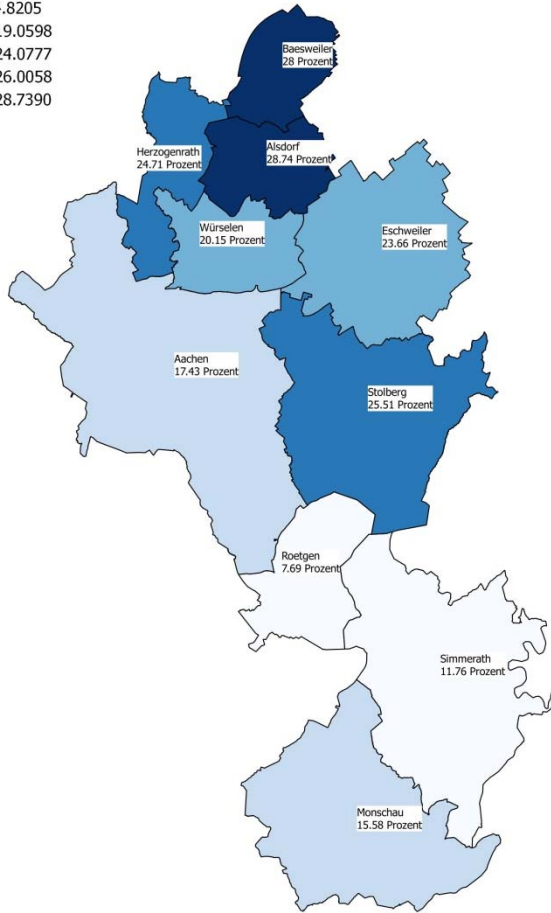 .8205
19.0598
24.0777
26.0058
28.7390
Baesweiler
28 Prozent
Herzogenrath
24.71 Prozent
Alsdorf
28.74 Prozent
Würselen
20.15 Prozent
Eschweiler
23.66 Prozent
Aachen
17.43 Prozent
Stolberg
25.51 Prozent
Roetgen
7.69 Prozent
Simmerath
11.76 Prozent
Monschau
15.58 Prozent